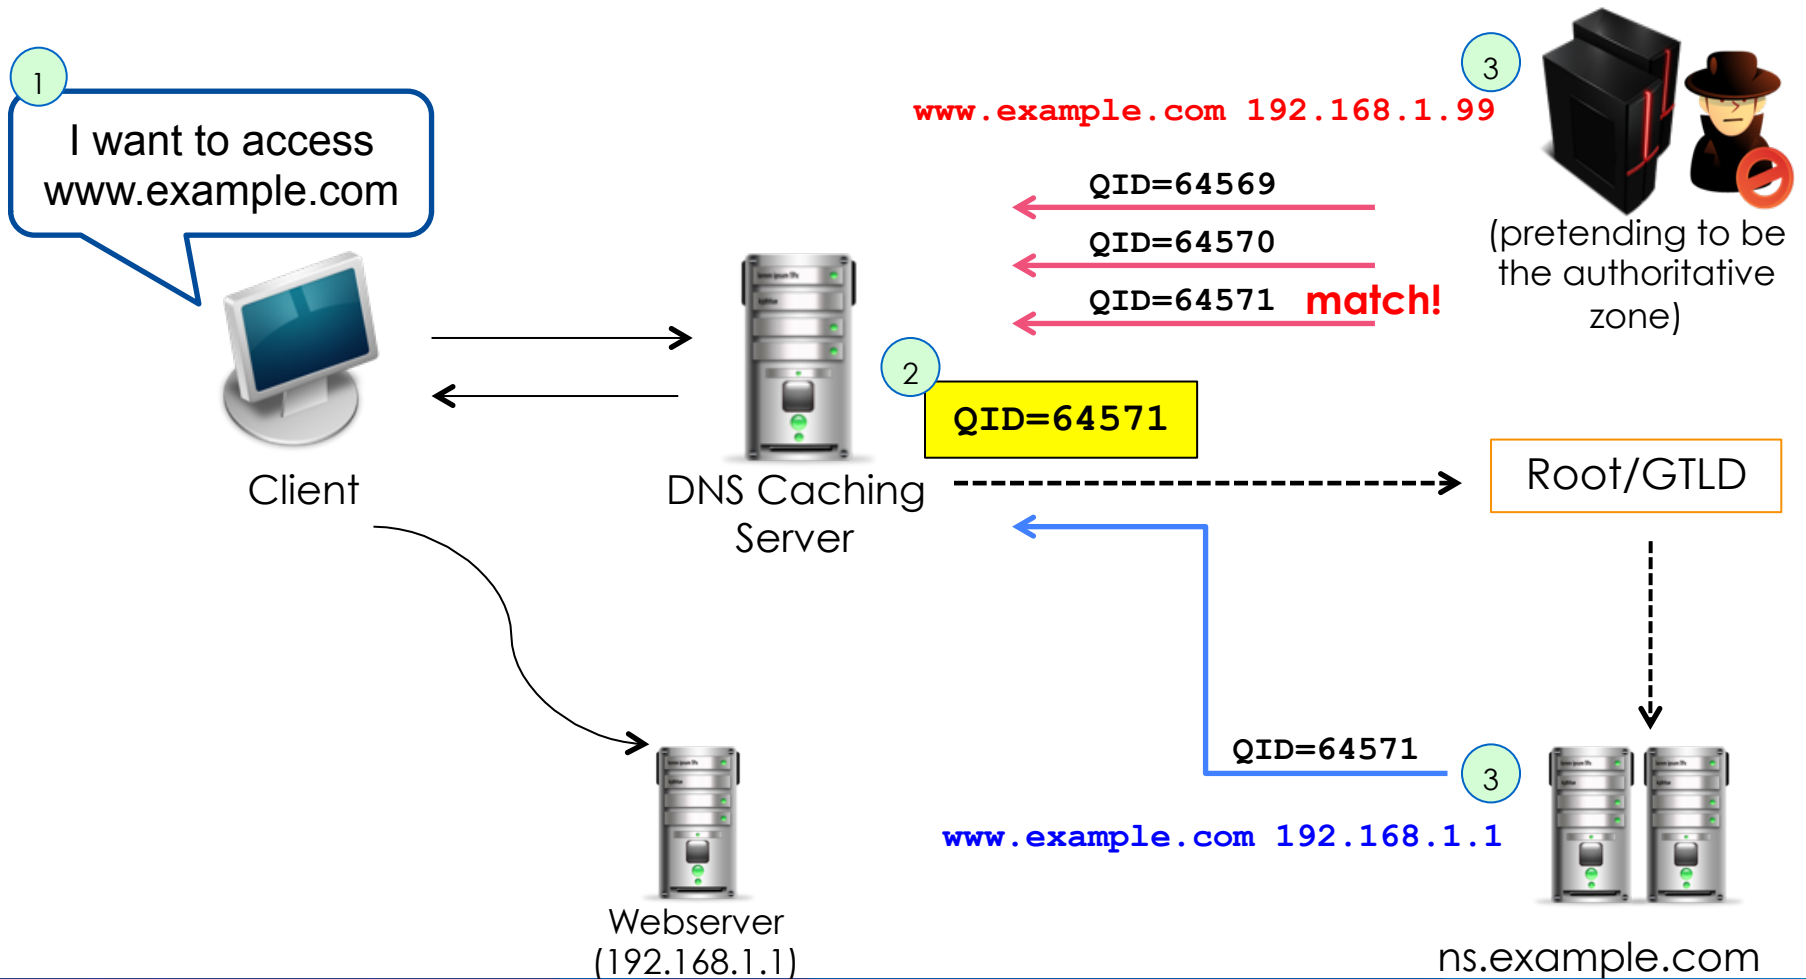 1
I want to access
www.example.com
3
www.example.com 192.168.1.99
QID=64569
QID=64570
QID=64571 match!
(pretending to be
the authoritative
zone)
2
QID=64571
Client
DNS Caching
Server
Root/GTLD
QID=64571
3
www.example.com 192.168.1.1
Webserver
(192.168.1.1)
ns.example.com